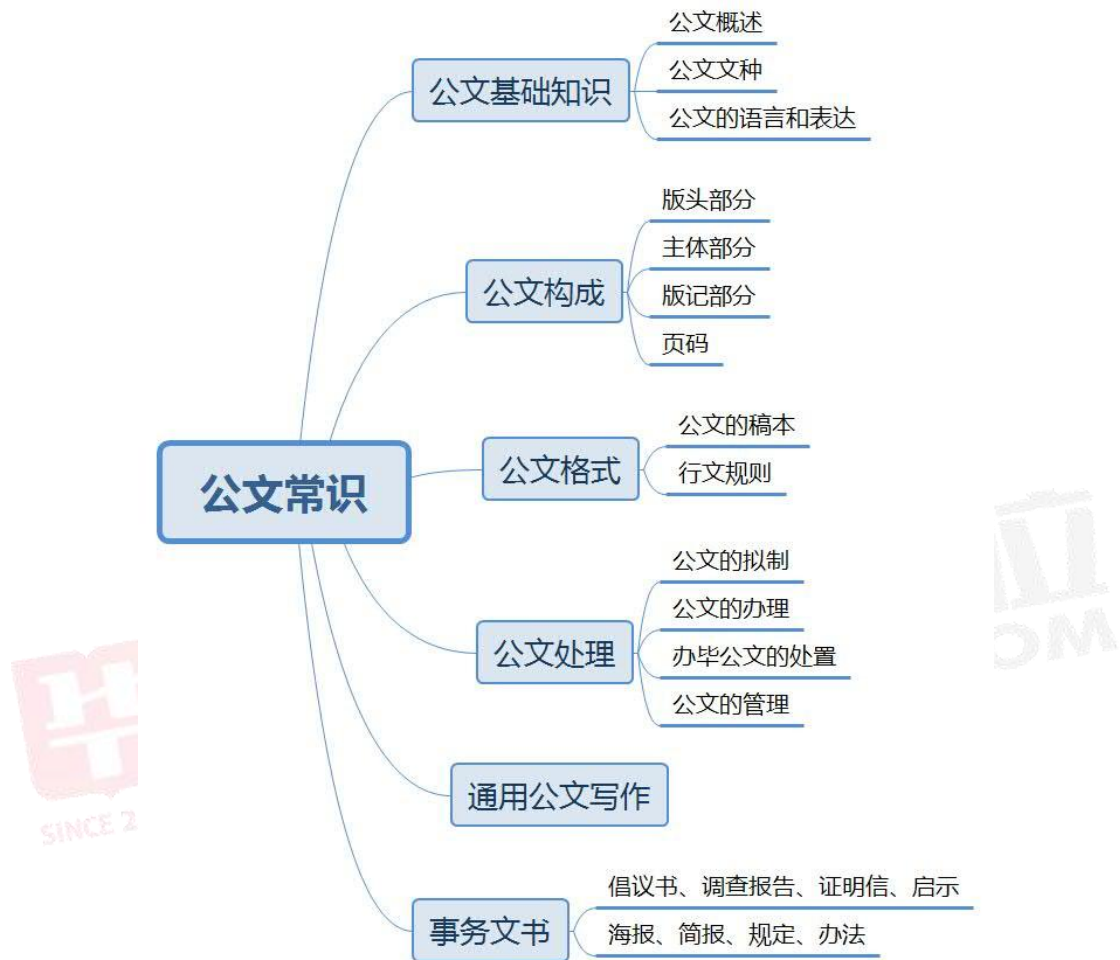 公文常识
公文基础知识
公文概述
公文文种
公文的语言和表达
公文构成
版头部分
主体部分
版记部分
页码
公文格式
公文的稿本
行文规则
公文处理
公文的拟制
公文的办理
办毕公文的处置
公文的管理
通用公文写作
事务文书
倡议书、调查报告、证明信、启示
海报、简报、规定、办法
SINCE 2